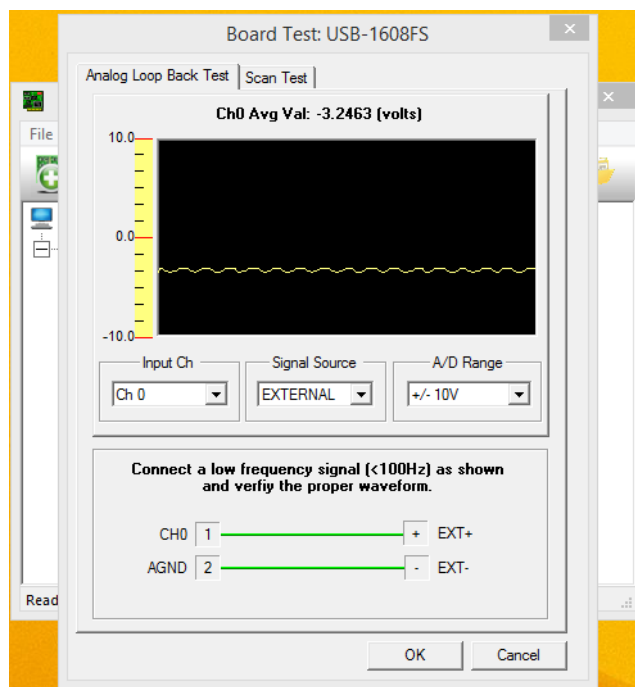 Board Test: USB-1608FS
Analog Loop Back Test
Scan Test
File
Ch0 Avg Val: -3.2463 (volts)
10.0
0.0
-10.0
Input Ch
Signal Source
A/D Range
Ch 0
EXTERNAL
+/- 10V
Connect a low frequency signal (<100Hz) as shown
and verfiy the proper waveform.
CH0 1 + EXT+
AGND 2 - EXT-
Read
OK
Cancel